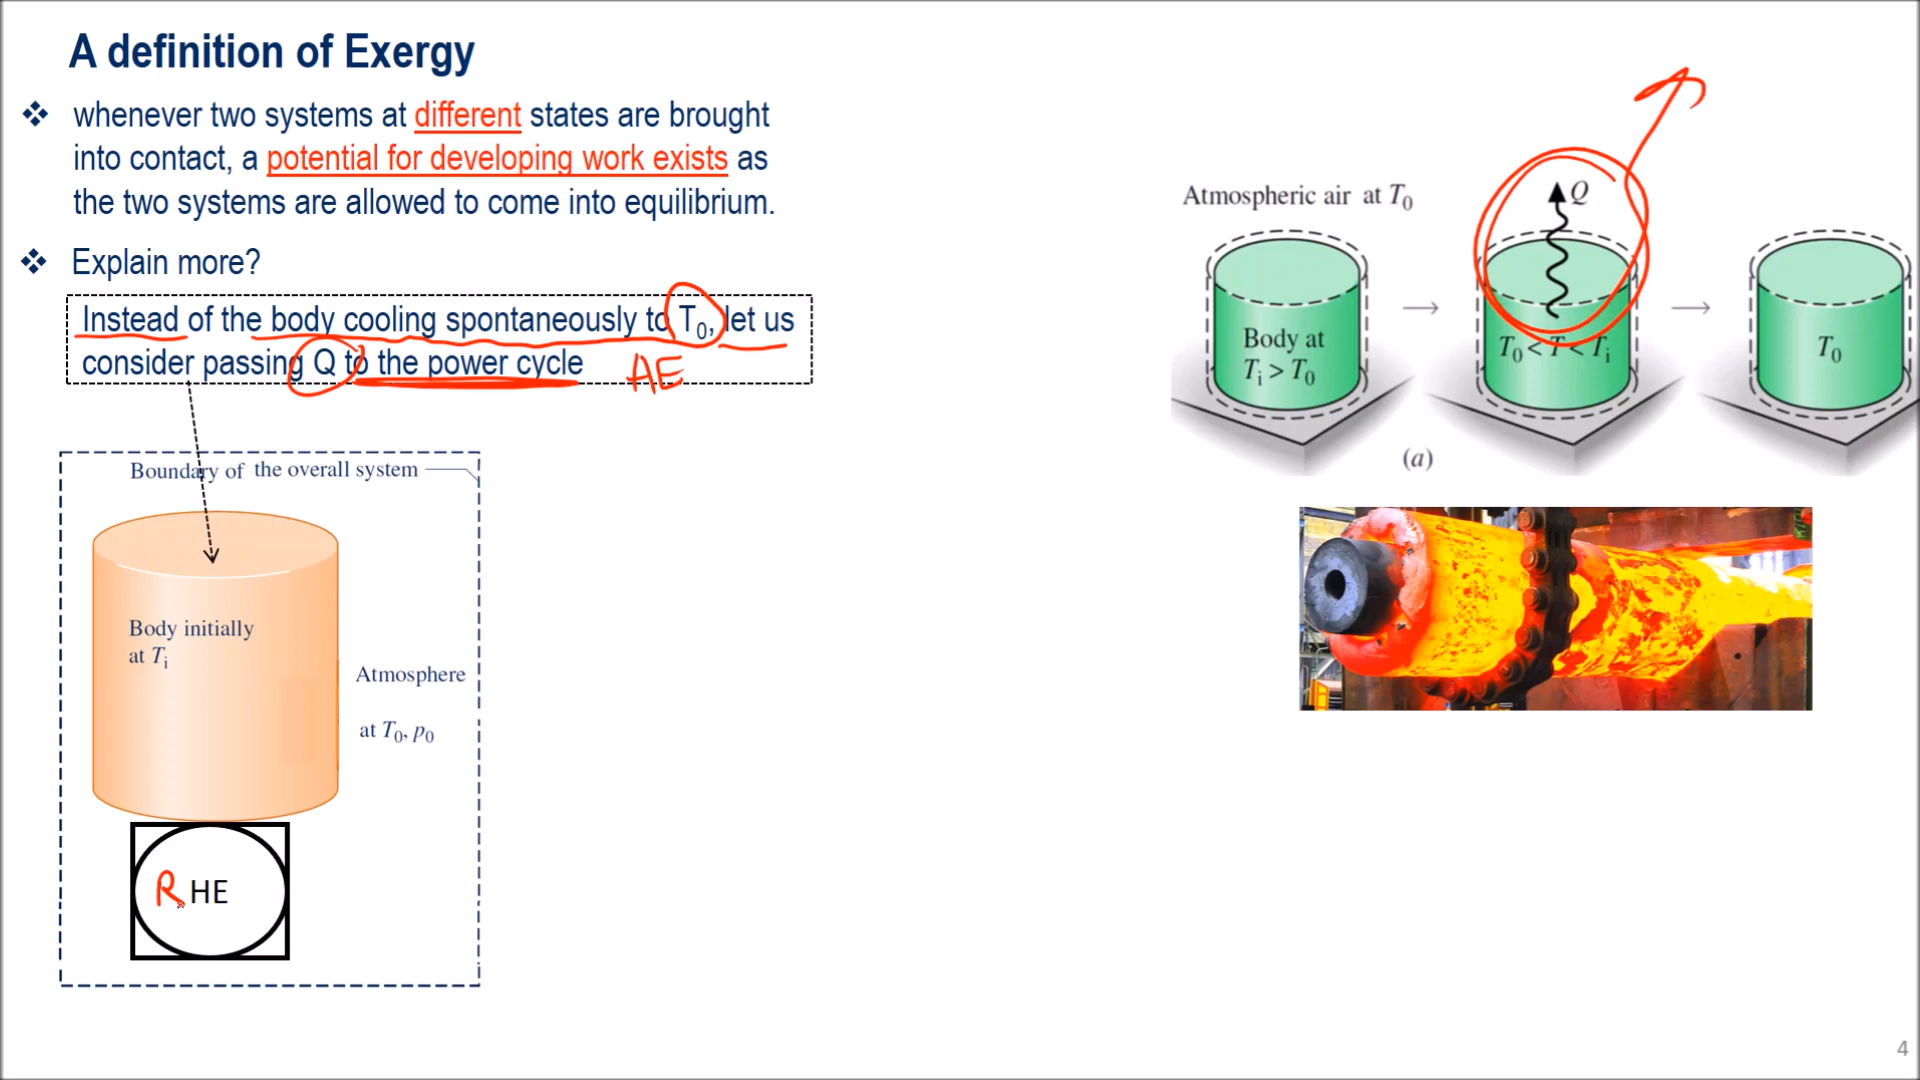 A definition of Exergy
❖ whenever two systems at different states are brought
into contact, a potential for developing work exists as
the two systems are allowed to come into equilibrium.
❖ Explain more?
Instead of the body cooling spontaneously to T₀, let us
consider passing Q to the power cycle
HE
Boundary of the overall system
Body initially
at Tᵢ
Atmosphere
at T₀, p₀
R HE
Atmospheric air at T₀
Q
Body at
Tᵢ > T₀
T₀ < T < Tᵢ
T₀
(a)
4